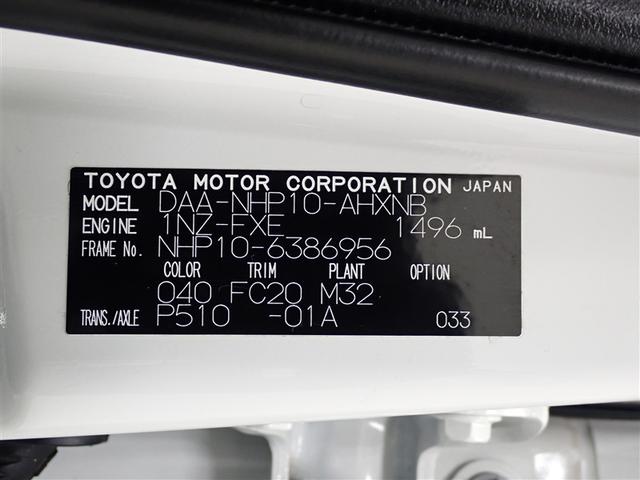 TOYOTA MOTOR CORPORATION JAPAN
MODEL DAA-NHP10-AHXNB
ENGINE 1NZ-FXE 1496 mL
FRAME No. NHP10-6386956
COLOR TRIM PLANT OPTION
040 FC20 M32
TRANS./AXLE P510 -01A 033